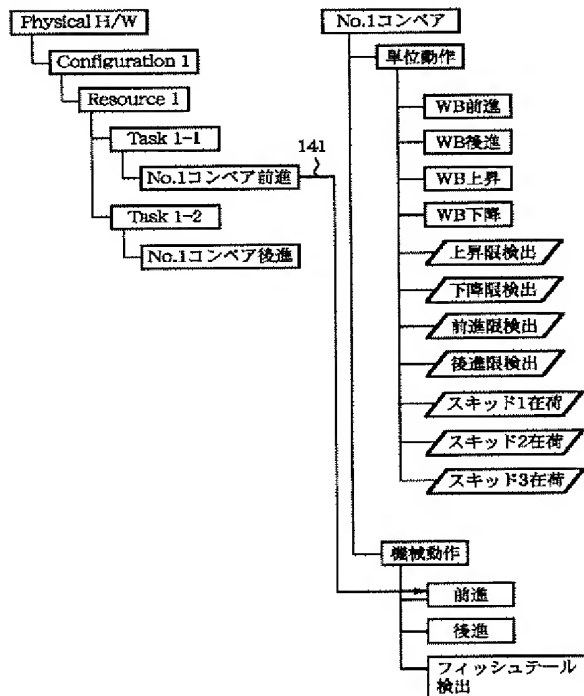 Physical H/W
Configuration 1
Resource 1
Task 1-1
No.1コンベア前進
141
Task 1-2
No.1コンベア後進
No.1コンベア
単位動作
WB前進
WB後進
WB上昇
WB下降
上昇限検出
下降限検出
前進限検出
後進限検出
スキッド1在荷
スキッド2在荷
スキッド3在荷
機械動作
前進
後進
フィッシュテール
検出